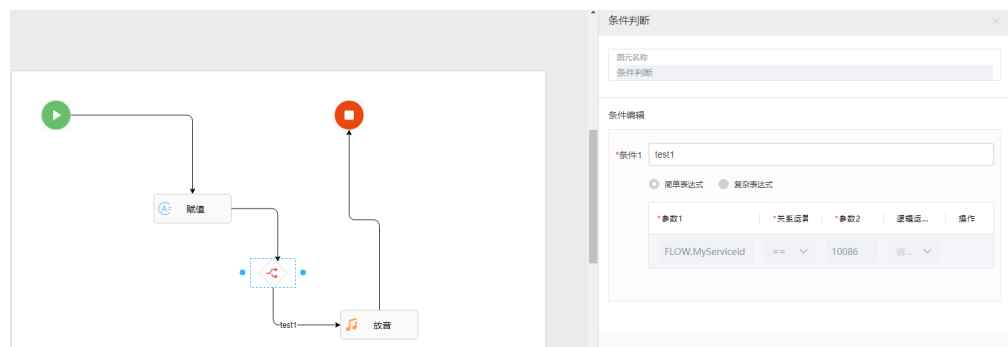 条件判断
图元名称
条件判断
条件编辑
*条件1 test1
简单表达式 复杂表达式
*参数1 *关系运算 *参数2 逻辑运... 操作
FLOW.MyServiceId == 10086 请...
A= 赋值
test1
放音